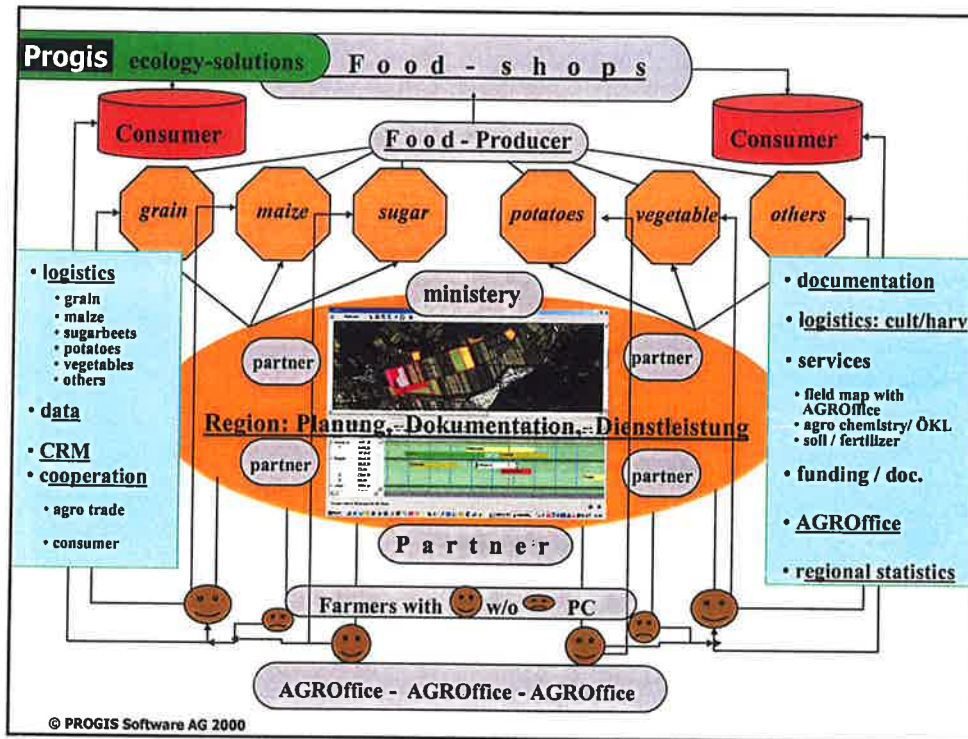 Progis ecology-solutions
Food - shops
Consumer
Consumer
Food - Producer
grain
maize
sugar
potatoes
vegetable
others
• logistics
• grain
• maize
• sugarbeets
• potatoes
• vegetables
• others
• data
• CRM
• cooperation
• agro trade
• consumer
ministery
partner
partner
Region: Planung, Dokumentation, Dienstleistung
partner
partner
Partner
• documentation
• logistics: cult/harv
• services
• field map with
AGROffice
• agro chemistry/ ÖKL
• soil / fertilizer
• funding / doc.
• AGROffice
• regional statistics
Farmers with w/o PC
AGROffice - AGROffice - AGROffice
© PROGIS Software AG 2000